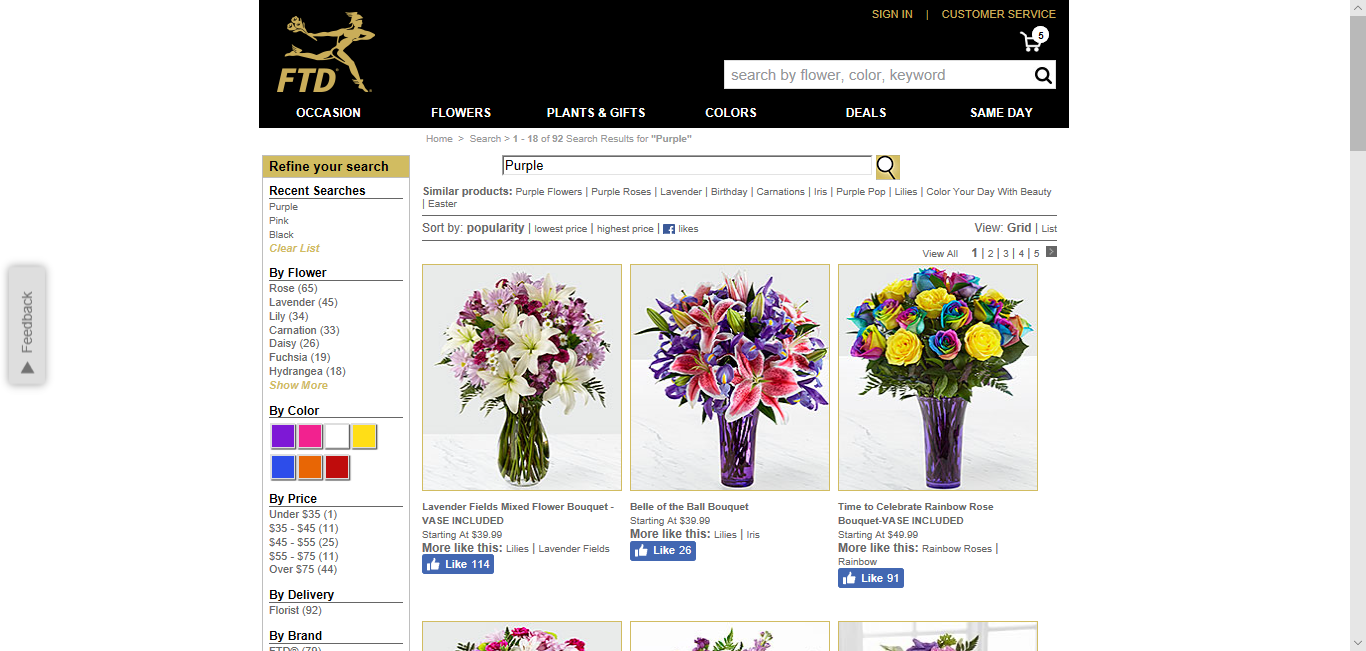 SIGN IN | CUSTOMER SERVICE
5
FTD
search by flower, color, keyword
OCCASION FLOWERS PLANTS & GIFTS COLORS DEALS SAME DAY
Home > Search > 1 - 18 of 92 Search Results for "Purple"
Refine your search
Recent Searches
Purple
Pink
Black
Clear List
By Flower
Rose (65)
Lavender (45)
Lily (34)
Carnation (33)
Daisy (26)
Fuchsia (19)
Hydrangea (18)
Show More
By Color
By Price
Under $35 (1)
$35 - $45 (11)
$45 - $55 (25)
$55 - $75 (11)
Over $75 (44)
By Delivery
Florist (92)
By Brand
FTD® (79)
Feedback
Purple
Similar products: Purple Flowers | Purple Roses | Lavender | Birthday | Carnations | Iris | Purple Pop | Lilies | Color Your Day With Beauty
| Easter
Sort by: popularity | lowest price | highest price | likes
View: Grid | List
View All 1 | 2 | 3 | 4 | 5
Lavender Fields Mixed Flower Bouquet -
VASE INCLUDED
Starting At $39.99
More like this: Lilies | Lavender Fields
Like 114
Belle of the Ball Bouquet
Starting At $39.99
More like this: Lilies | Iris
Like 26
Time to Celebrate Rainbow Rose
Bouquet-VASE INCLUDED
Starting At $49.99
More like this: Rainbow Roses |
Rainbow
Like 91